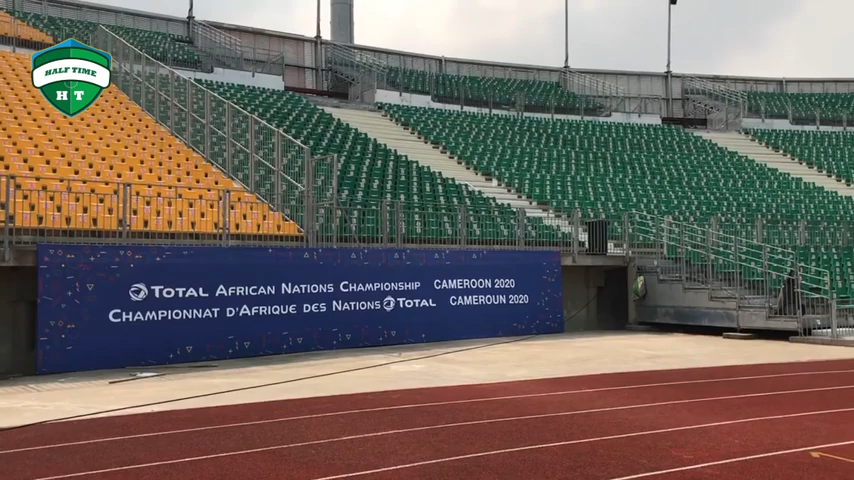 HALF TIME
HT
TOTAL AFRICAN NATIONS CHAMPIONSHIP CAMEROON 2020
CHAMPIONNAT D'AFRIQUE DES NATIONS TOTAL CAMEROUN 2020